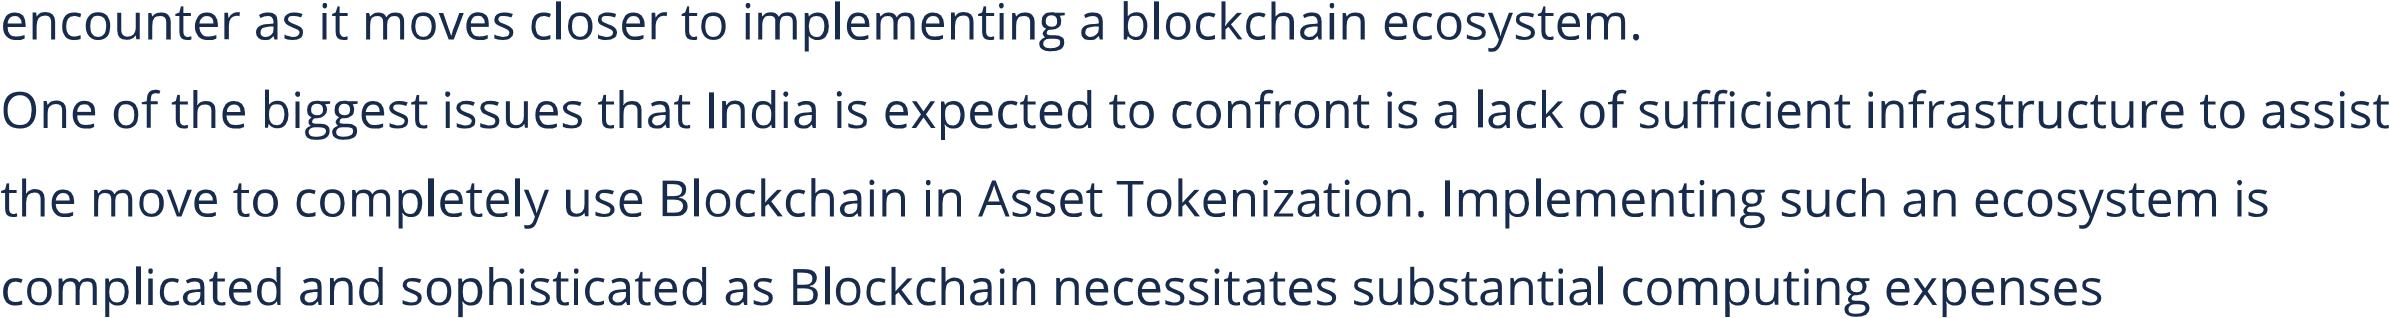 encounter as it moves closer to implementing a blockchain ecosystem.
One of the biggest issues that India is expected to confront is a lack of sufficient infrastructure to assist
the move to completely use Blockchain in Asset Tokenization. Implementing such an ecosystem is
complicated and sophisticated as Blockchain necessitates substantial computing expenses